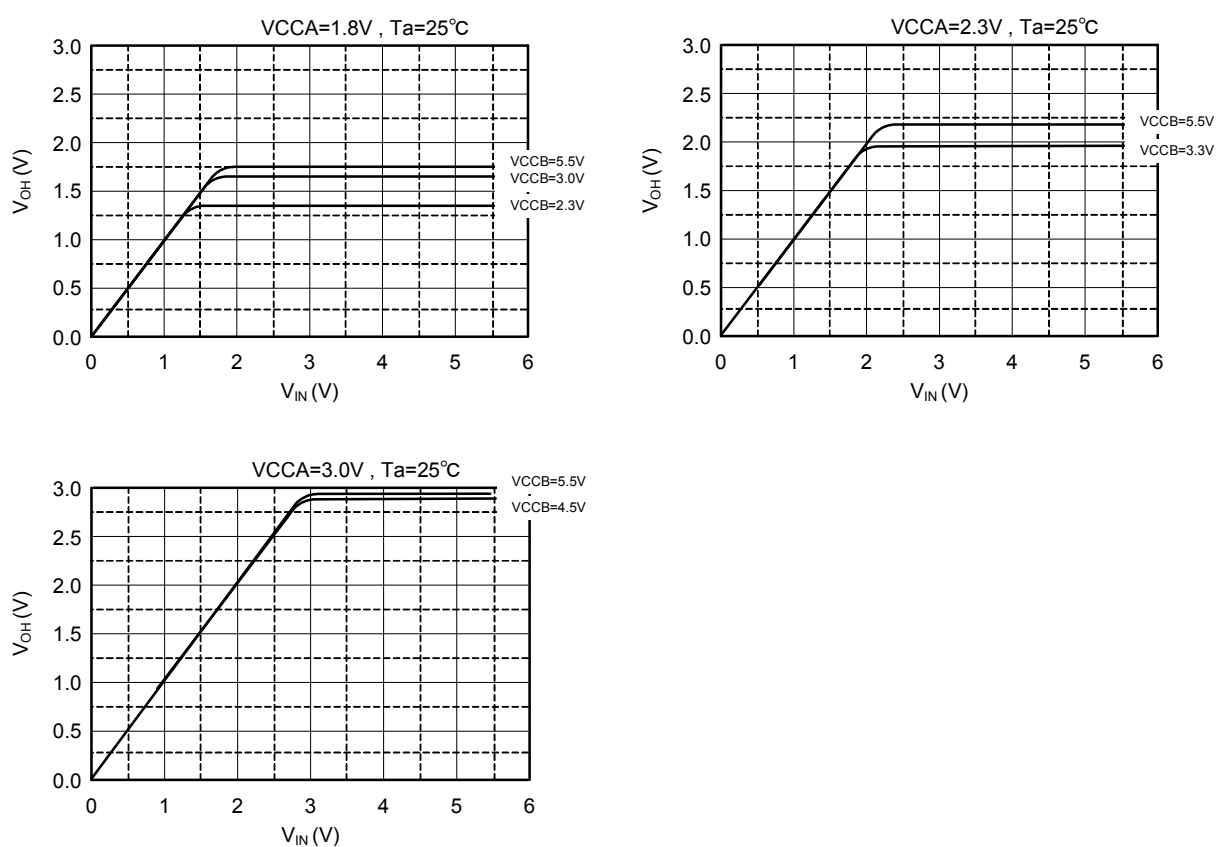 VCCA=1.8V , Ta=25℃
3.0
2.5
2.0
1.5
1.0
0.5
0.0
VOH (V)
VCCB=5.5V
VCCB=3.0V
VCCB=2.3V
0 1 2 3 4 5 6
VIN (V)
VCCA=2.3V , Ta=25℃
3.0
2.5
2.0
1.5
1.0
0.5
0.0
VOH (V)
VCCB=5.5V
VCCB=3.3V
0 1 2 3 4 5 6
VIN (V)
VCCA=3.0V , Ta=25℃
3.0
2.5
2.0
1.5
1.0
0.5
0.0
VOH (V)
VCCB=5.5V
VCCB=4.5V
0 1 2 3 4 5 6
VIN (V)